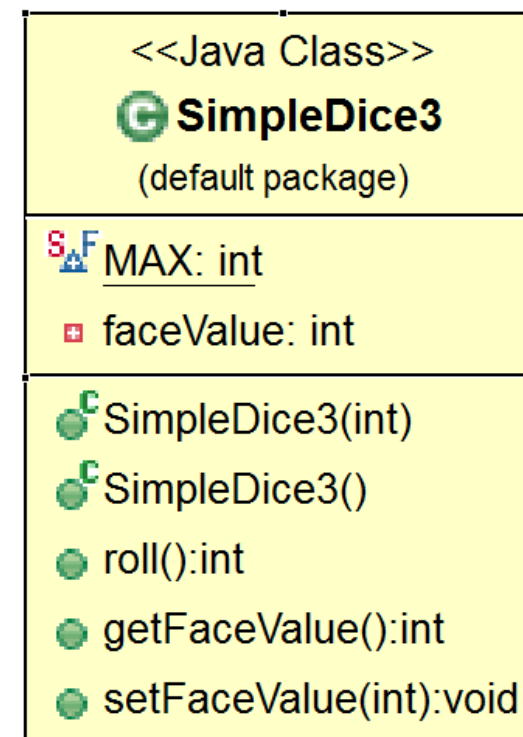 <<Java Class>>
C SimpleDice3
(default package)
S F MAX: int
faceValue: int
C SimpleDice3(int)
C SimpleDice3()
roll():int
getFaceValue():int
setFaceValue(int):void